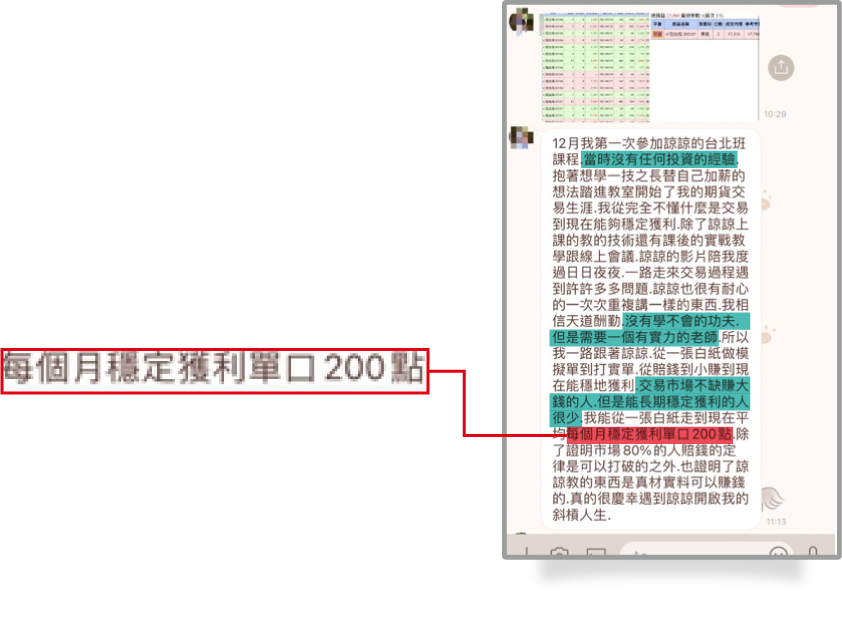 10:29
12月我第一次參加諒諒的台北班
課程.當時沒有任何投資的經驗.
抱著想學一技之長替自己加薪的
想法踏進教室開始了我的期貨交
易生涯.我從完全不懂什麼是交易
到現在能夠穩定獲利.除了諒諒上
課的教的技術還有課後的實戰教
學跟線上會議.諒諒的影片陪我度
過日日夜夜.一路走來交易過程遇
到許許多多問題.諒諒也很有耐心
的一次次重複講一樣的東西.我相
信天道酬勤.沒有學不會的功夫.
但是需要一個有實力的老師.所以
我一路跟著諒諒.從一張白紙做模
擬單到打實單.從賠錢到小賺到現
在能穩地獲利.交易市場不缺賺大
錢的人.但是能長期穩定獲利的人
很少.我能從一張白紙走到現在平
均每個月穩定獲利單口200點.除
了證明市場80%的人賠錢的定
律是可以打破的之外.也證明了諒
諒教的東西是真材實料可以賺錢
的.真的很慶幸遇到諒諒開啟我的
斜槓人生.
11:13
每個月穩定獲利單口200點